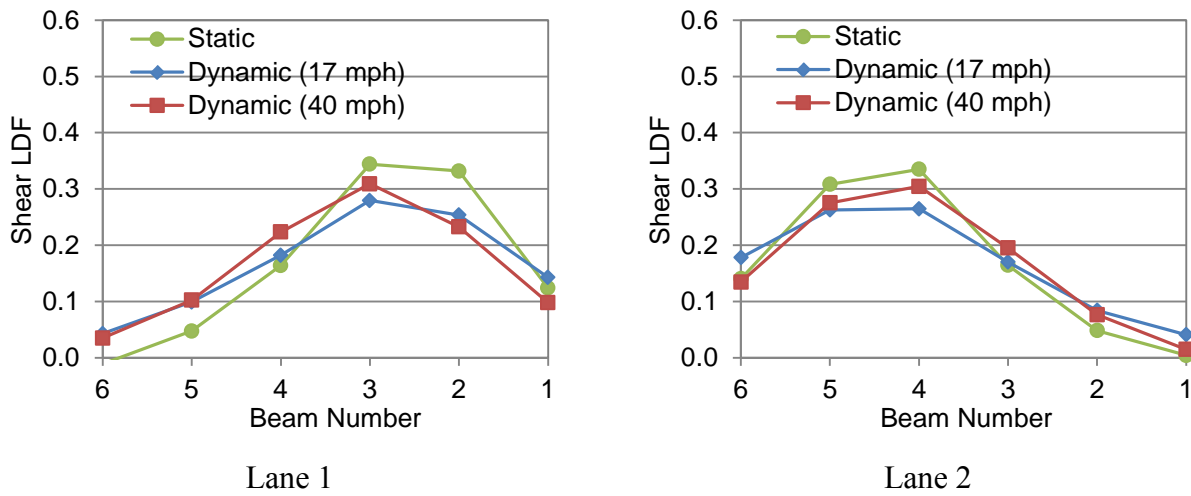 0.6
0.5
0.4
0.3
0.2
0.1
0.0
Shear LDF
Static
Dynamic (17 mph)
Dynamic (40 mph)
6 5 4 3 2 1
Beam Number
Lane 1
0.6
0.5
0.4
0.3
0.2
0.1
0.0
Shear LDF
Static
Dynamic (17 mph)
Dynamic (40 mph)
6 5 4 3 2 1
Beam Number
Lane 2